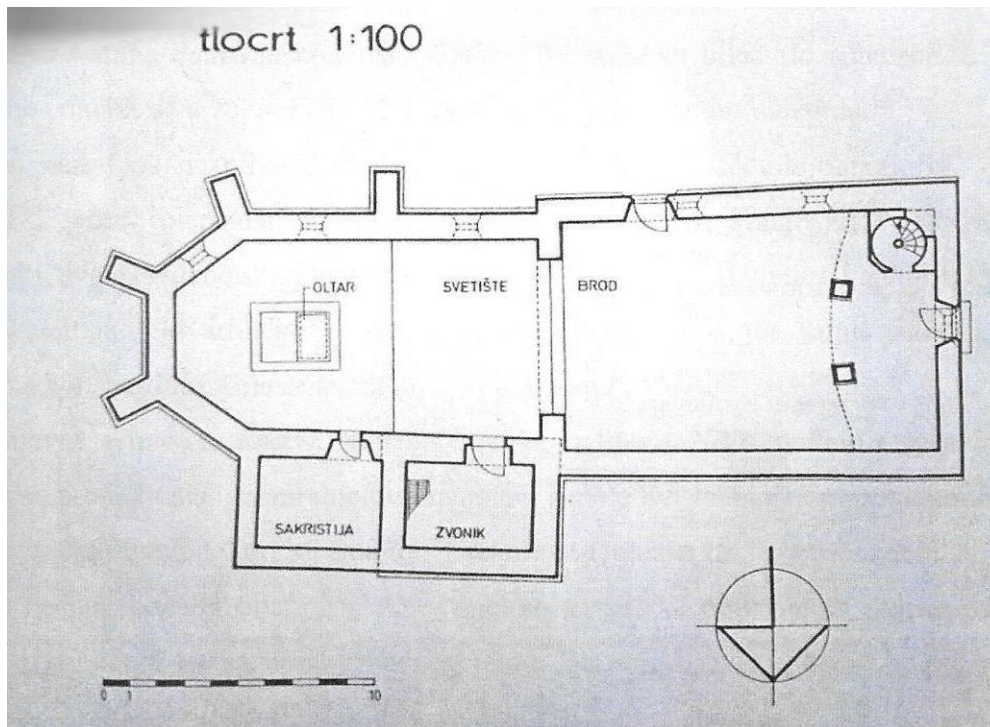 tlocrt 1:100
OLTAR
SVETIŠTE
BROD
SAKRISTIJA
ZVONIK
0 1 10